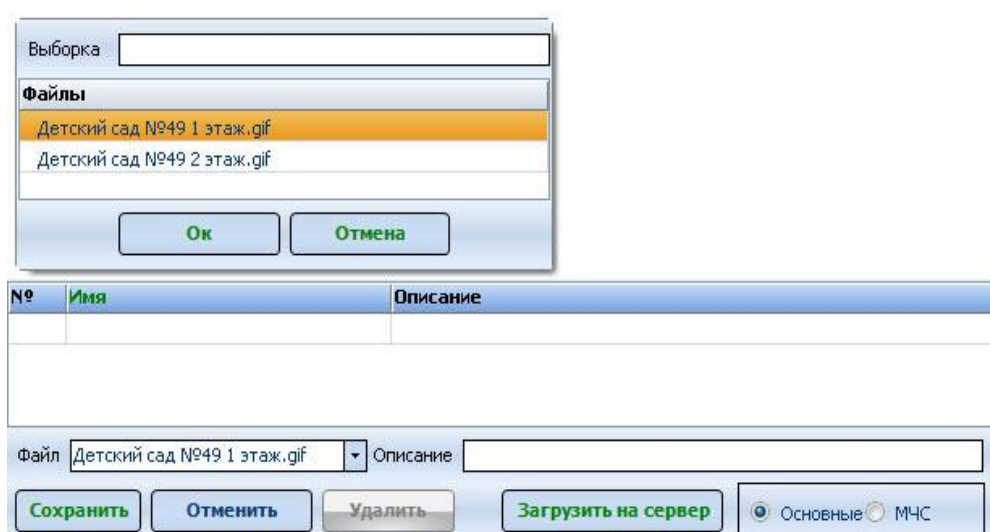 Выборка
Файлы
Детский сад №49 1 этаж.gif
Детский сад №49 2 этаж.gif
Ок Отмена
№ Имя Описание
Файл Детский сад №49 1 этаж.gif Описание
Сохранить Отменить Удалить Загрузить на сервер Основные МЧС